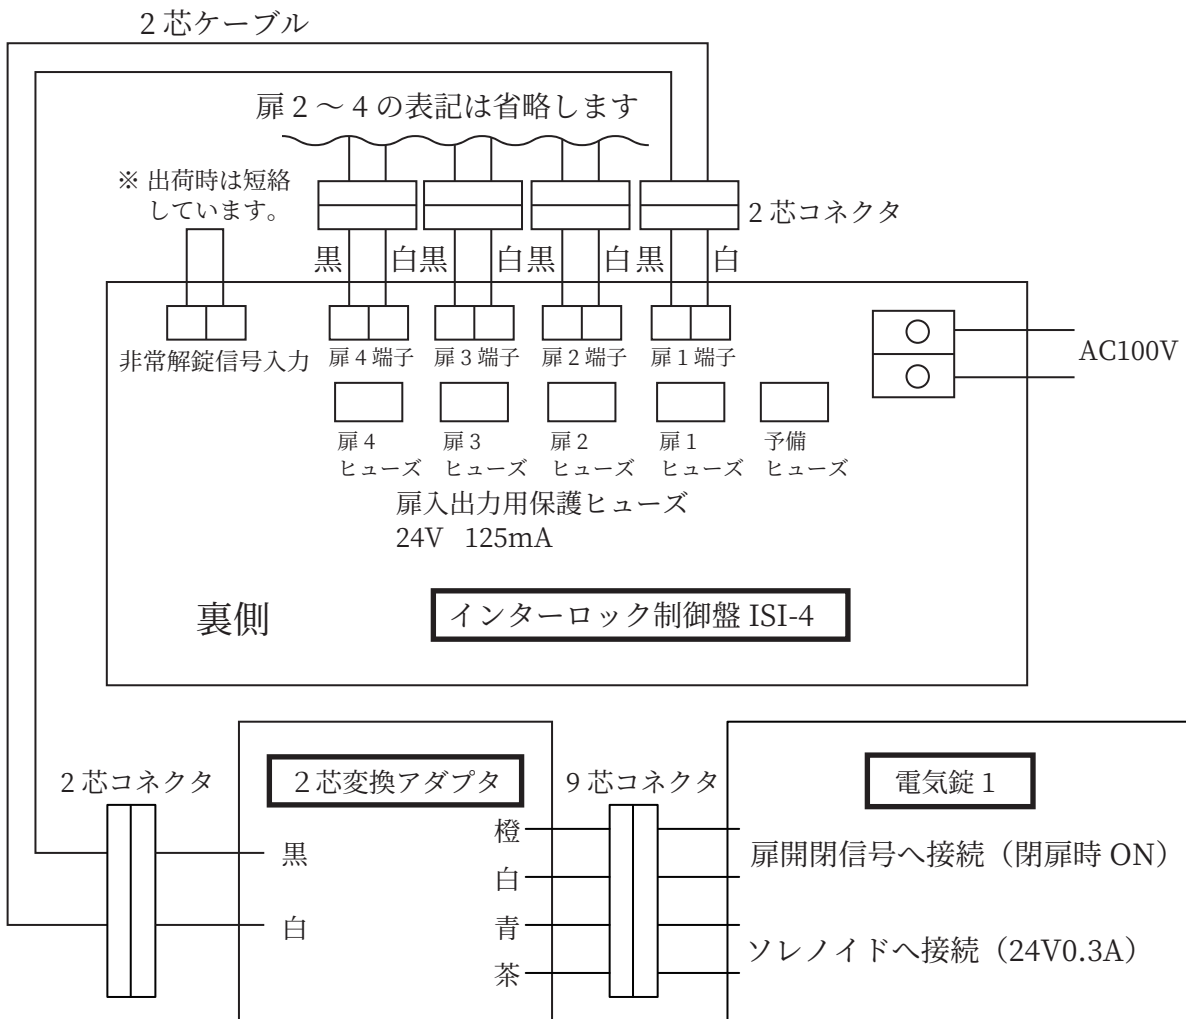 2芯ケーブル
扉2～4の表記は省略します
※ 出荷時は短絡
しています。
2芯コネクタ
黒 白 黒 白 黒 白 黒 白
非常解錠信号入力 扉4端子 扉3端子 扉2端子 扉1端子
AC100V
扉4 扉3 扉2 扉1 予備
ヒューズ ヒューズ ヒューズ ヒューズ ヒューズ
扉入出力用保護ヒューズ
24V 125mA
裏側
インターロック制御盤 ISI-4
2芯コネクタ
2芯変換アダプタ
9芯コネクタ
電気錠1
黒
白
橙
白
青
茶
扉開閉信号へ接続（閉扉時 ON）
ソレノイドへ接続（24V0.3A）